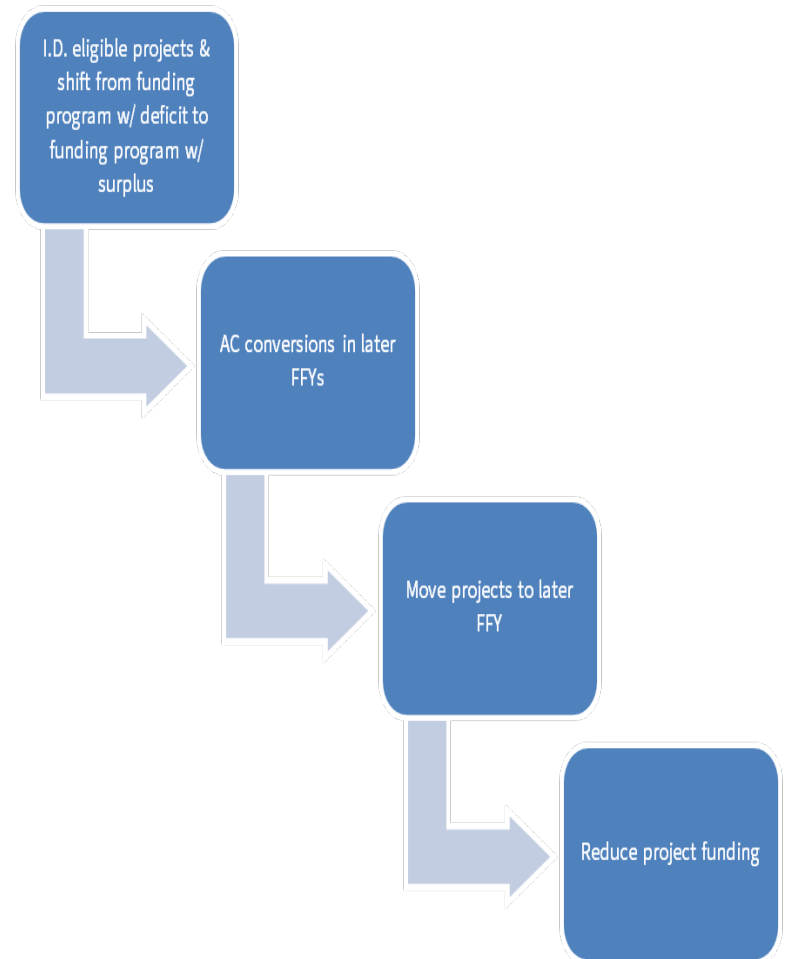 I.D. eligible projects &
shift from funding
program w/ deficit to
funding program w/
surplus
AC conversions in later
FFYs
Move projects to later
FFY
Reduce project funding